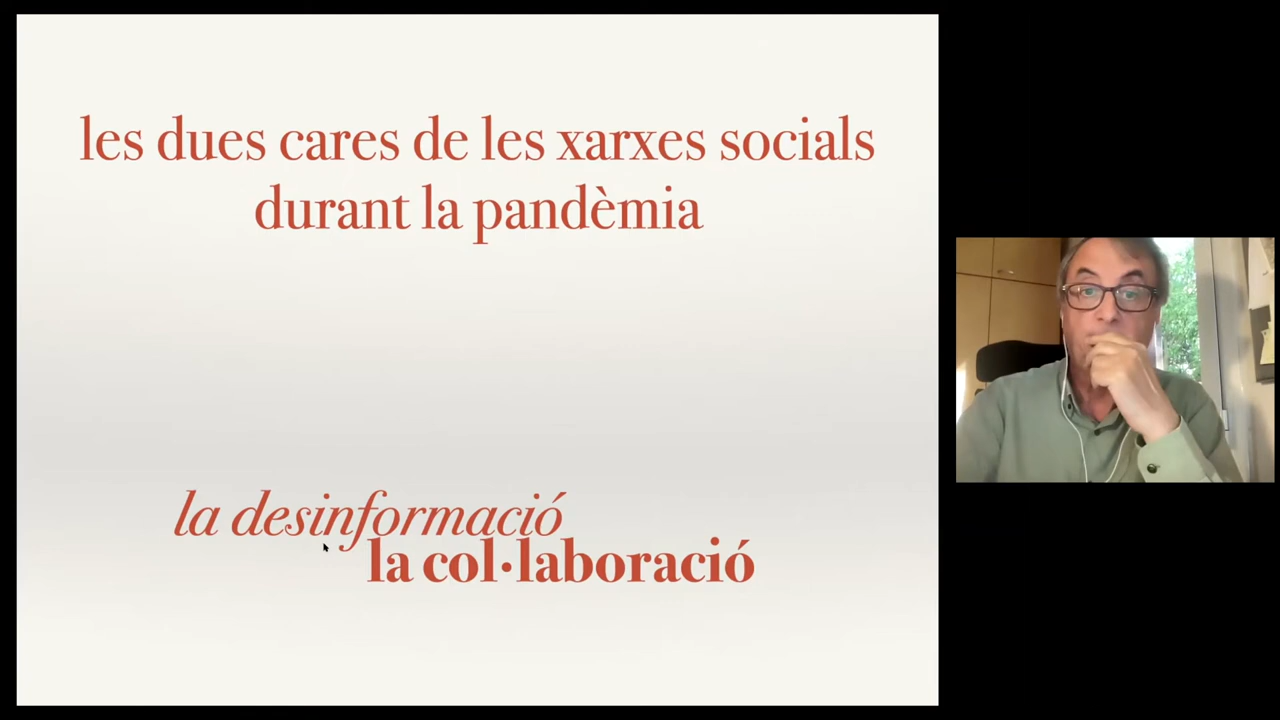 les dues cares de les xarxes socials
durant la pandèmia
la desinformació
la col·laboració